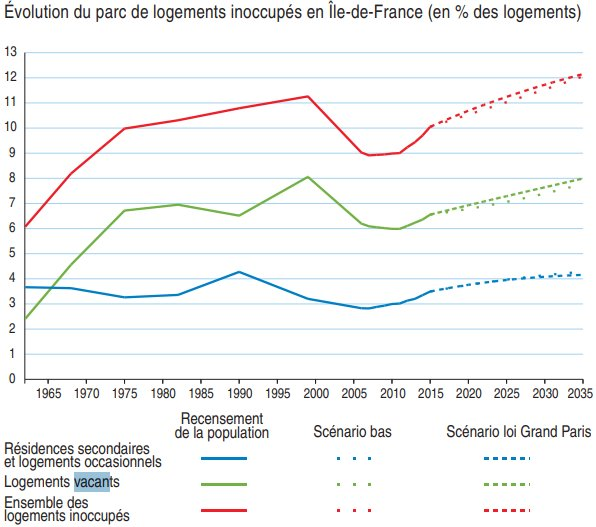 Évolution du parc de logements inoccupés en Île-de-France (en % des logements)
13
12
11
10
9
8
7
6
5
4
3
2
1
0
1965 1970 1975 1980 1985 1990 1995 2000 2005 2010 2015 2020 2025 2030 2035
Recensement
de la population
Scénario bas
Scénario loi Grand Paris
Résidences secondaires
et logements occasionnels
Logements vacants
Ensemble des
logements inoccupés